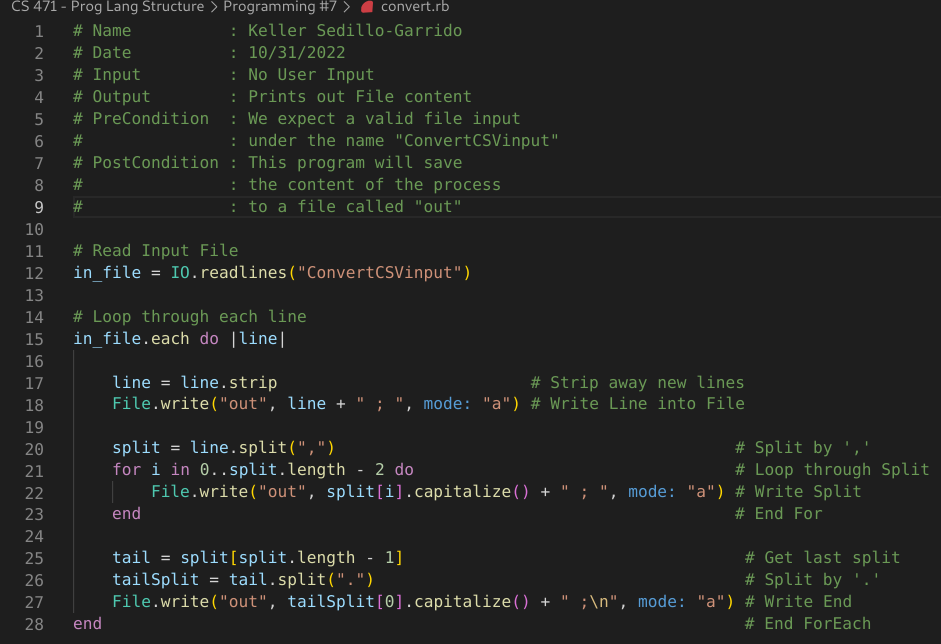 CS 471 - Prog Lang Structure > Programming #7 > convert.rb
1 # Name          : Keller Sedillo-Garrido
2 # Date          : 10/31/2022
3 # Input         : No User Input
4 # Output        : Prints out File content
5 # PreCondition  : We expect a valid file input
6 #               : under the name "ConvertCSVinput"
7 # PostCondition : This program will save
8 #               : the content of the process
9 #               : to a file called "out"
10
11 # Read Input File
12 in_file = IO.readlines("ConvertCSVinput")
13
14 # Loop through each line
15 in_file.each do |line|
16
17     line = line.strip                          # Strip away new lines
18     File.write("out", line + " ; ", mode: "a") # Write Line into File
19
20     split = line.split(",")                                         # Split by ','
21     for i in 0..split.length - 2 do                                 # Loop through Split
22         File.write("out", split[i].capitalize() + " ; ", mode: "a") # Write Split
23     end                                                             # End For
24
25     tail = split[split.length - 1]                                   # Get last split
26     tailSplit = tail.split(".")                                      # Split by '.'
27     File.write("out", tailSplit[0].capitalize() + " ;\n", mode: "a") # Write End
28 end                                                                  # End ForEach